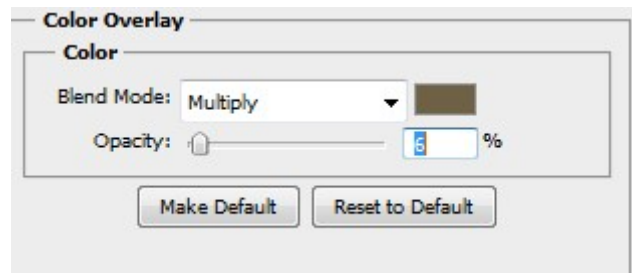 Color Overlay
Color
Blend Mode: Multiply
Opacity: 6 %
Make Default Reset to Default